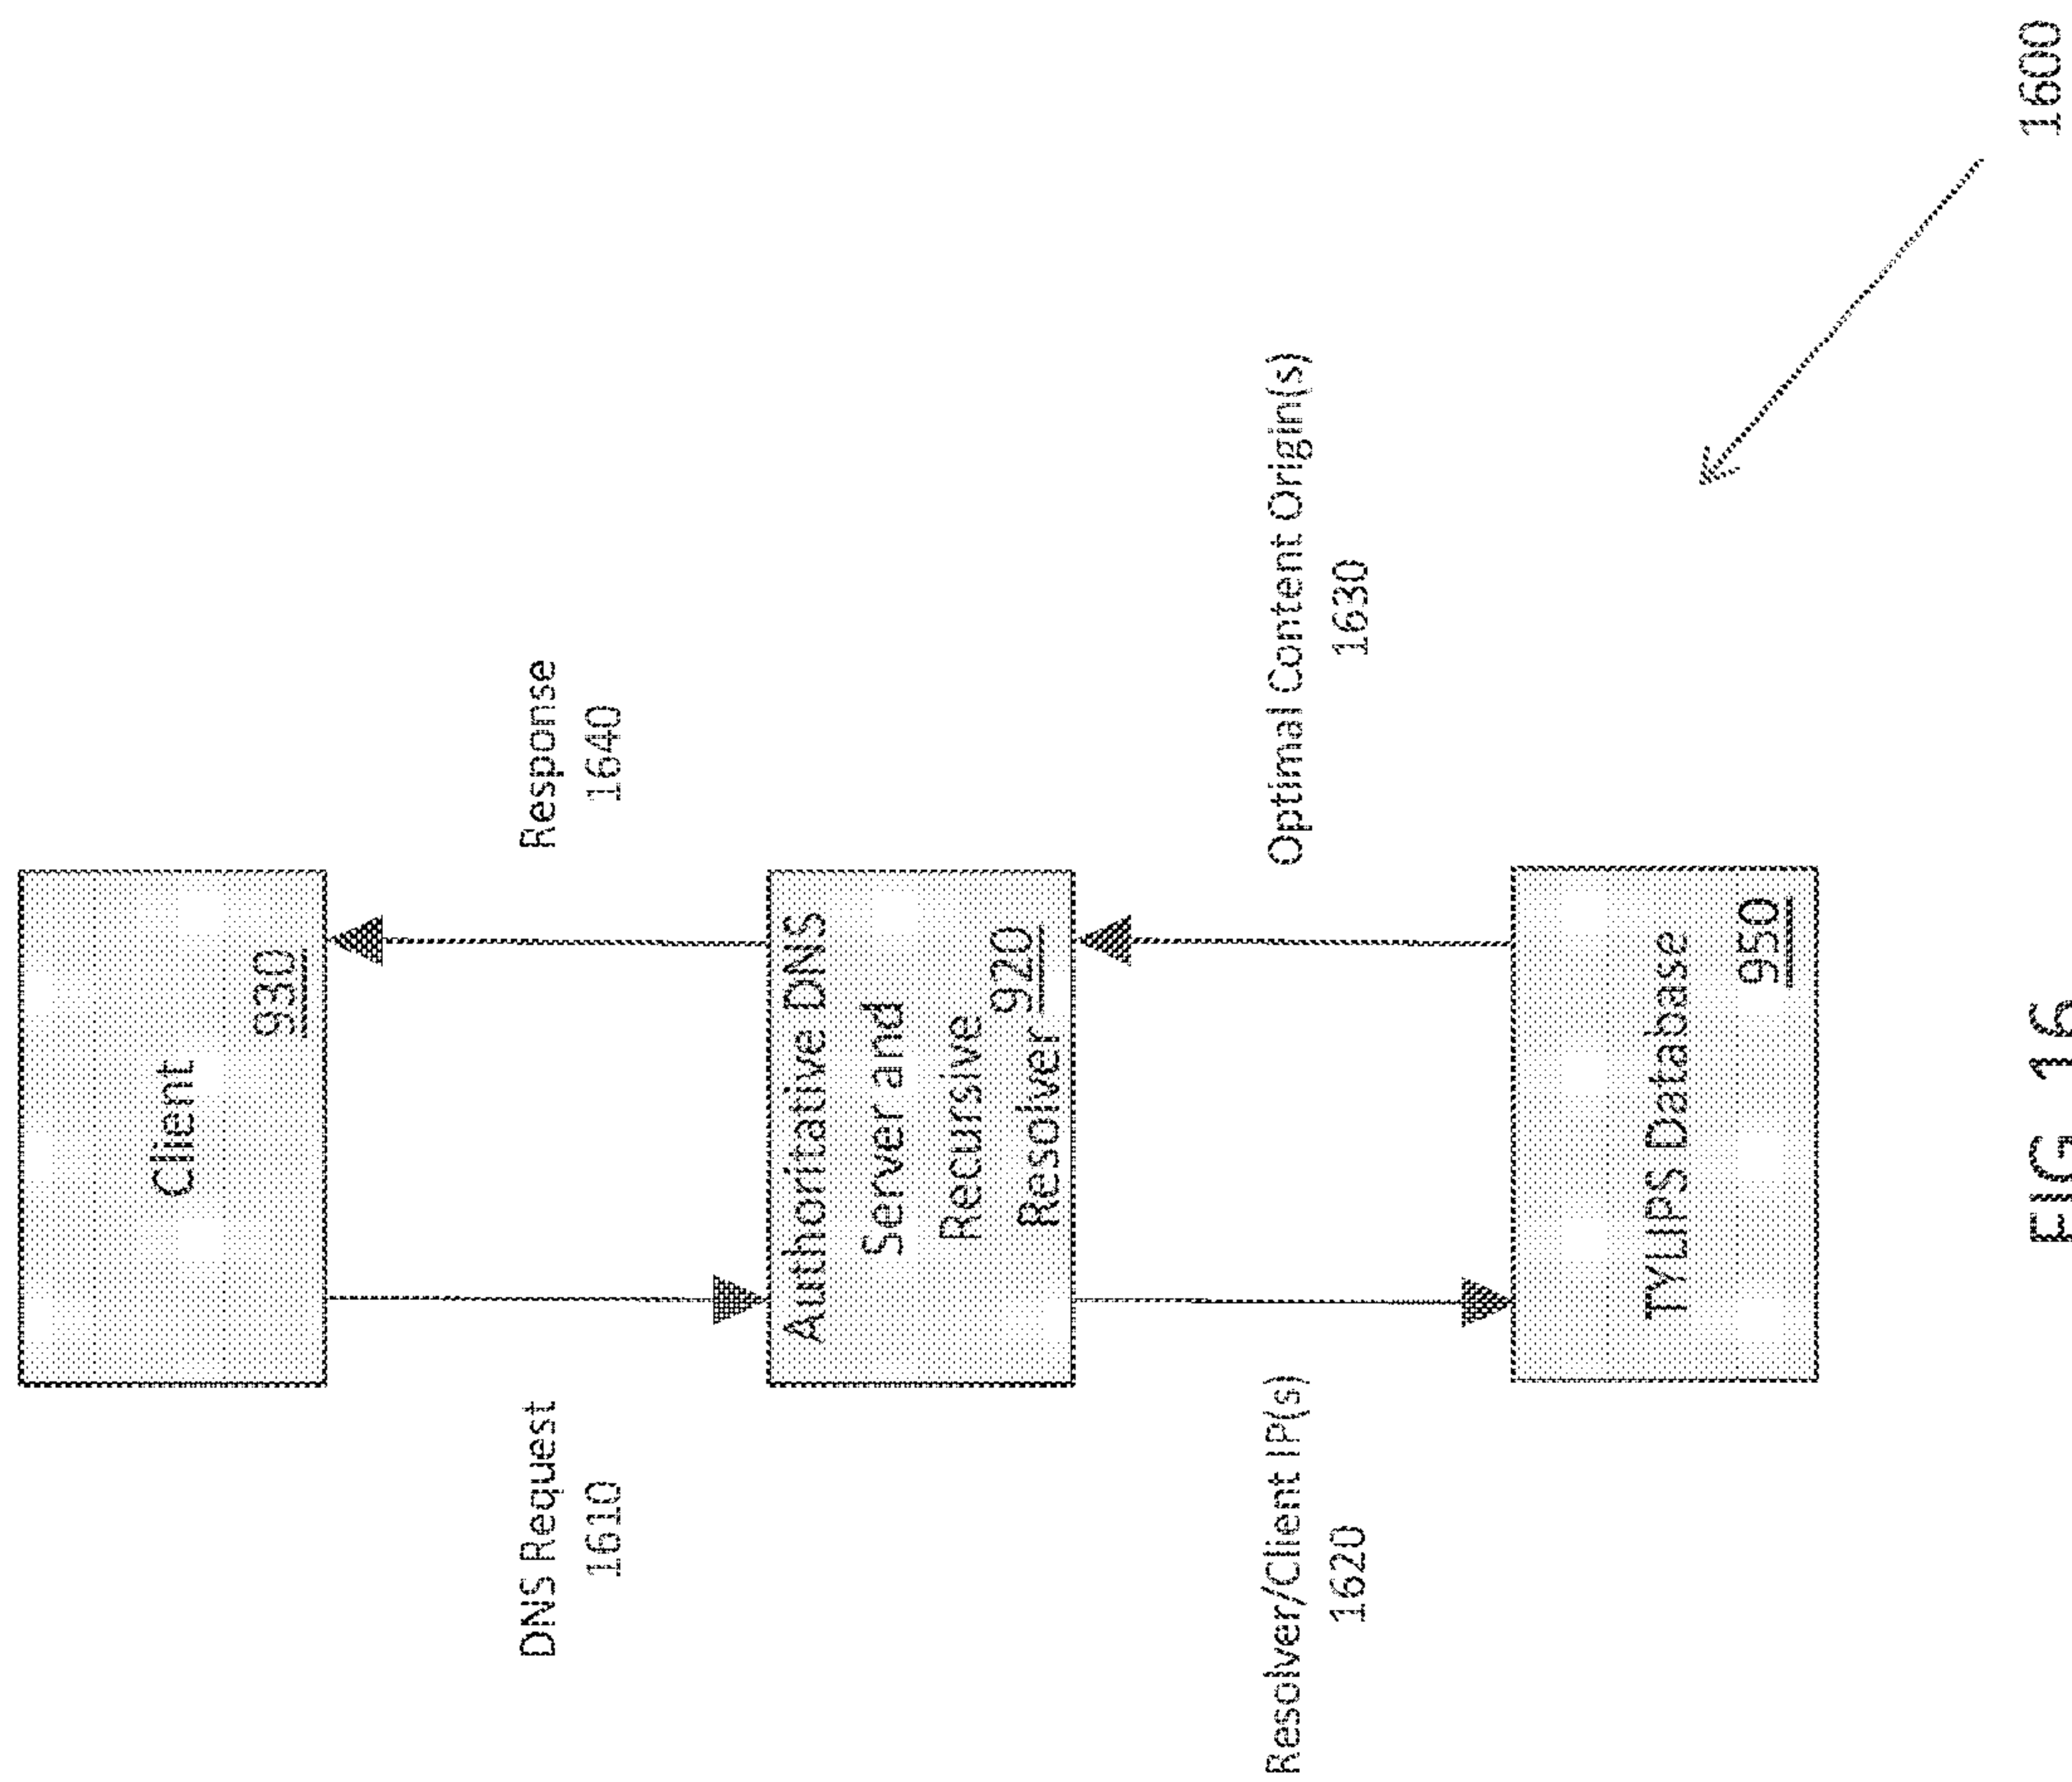 1600
Client
930
DNS Request
1610
Response
1640
Authoritative DNS
Server and
Recursive
Resolver 920
Resolver/Client IP(s)
1620
Optimal Content Origin(s)
1630
TYLIPS Database
950
FIG. 16